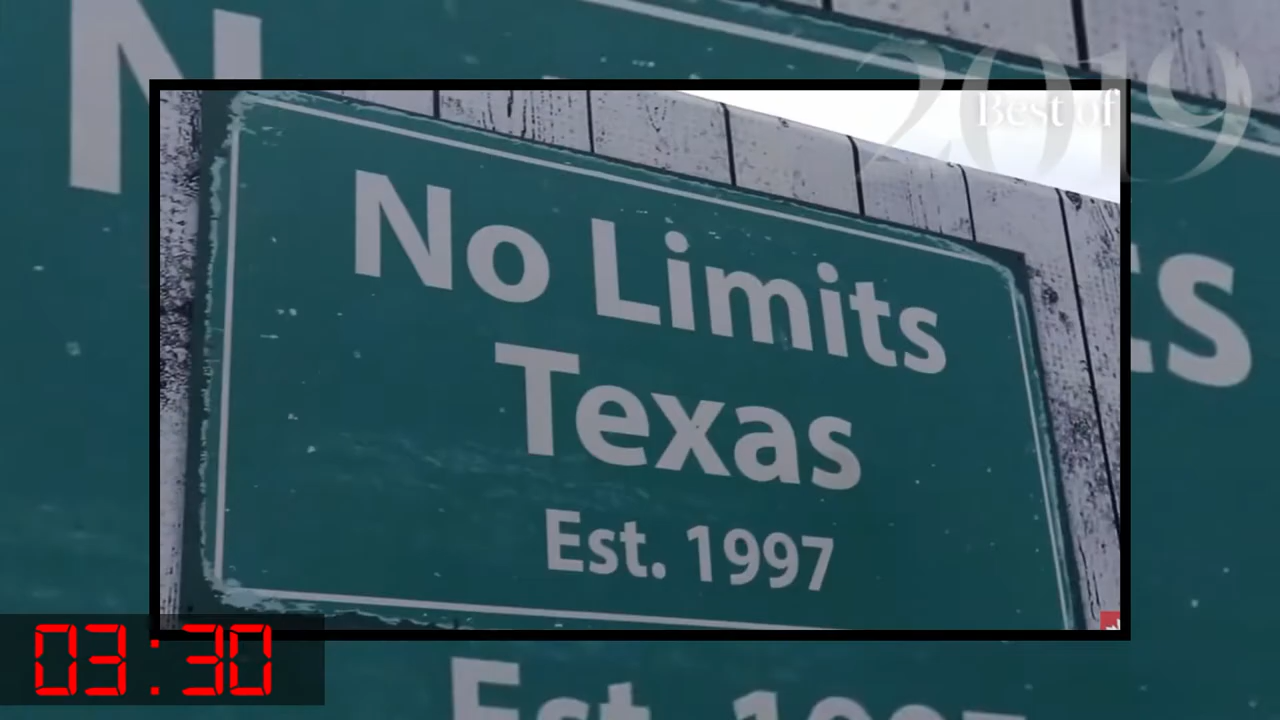 2019
Best of
No Limits
Texas
Est. 1997
03:30